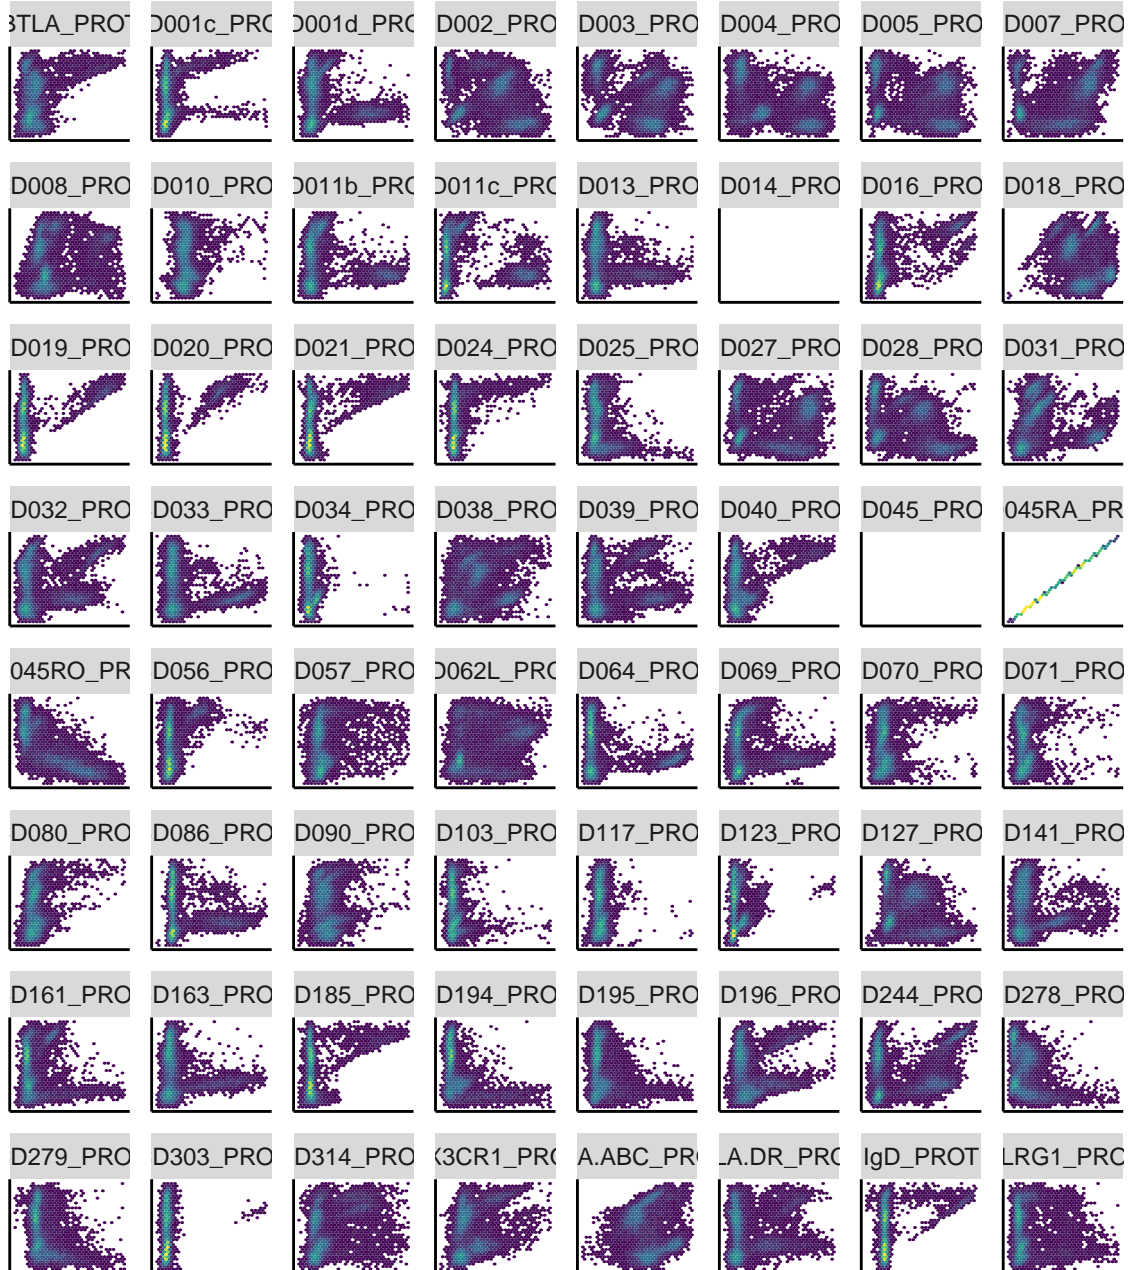 BTLA_PROT D001c_PRO D001d_PRO D002_PRO D003_PRO D004_PRO D005_PRO D007_PRO
D008_PRO D010_PRO D011b_PRO D011c_PRO D013_PRO D014_PRO D016_PRO D018_PRO
D019_PRO D020_PRO D021_PRO D024_PRO D025_PRO D027_PRO D028_PRO D031_PRO
D032_PRO D033_PRO D034_PRO D038_PRO D039_PRO D040_PRO D045_PRO 045RA_PR
045RO_PR D056_PRO D057_PRO D062L_PRO D064_PRO D069_PRO D070_PRO D071_PRO
D080_PRO D086_PRO D090_PRO D103_PRO D117_PRO D123_PRO D127_PRO D141_PRO
D161_PRO D163_PRO D185_PRO D194_PRO D195_PRO D196_PRO D244_PRO D278_PRO
D279_PRO D303_PRO D314_PRO X3CR1_PRO A.ABC_PR LA.DR_PRO IgD_PROT LRG1_PRO